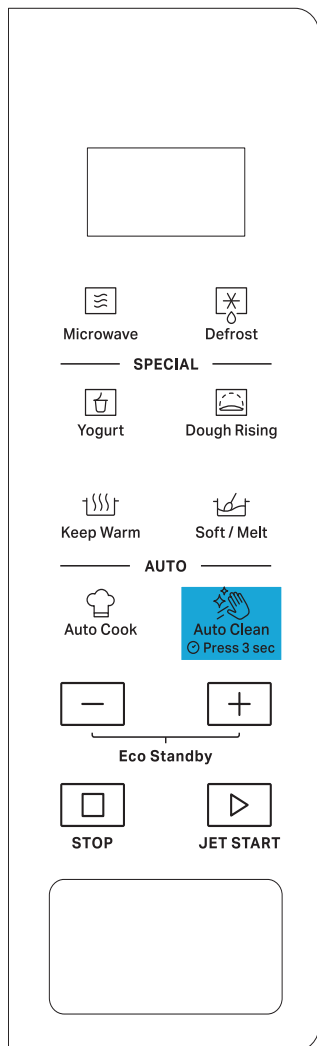 Microwave Defrost
SPECIAL
Yogurt Dough Rising
Keep Warm Soft / Melt
AUTO
Auto Cook Auto Clean
Press 3 sec
Eco Standby
STOP JET START